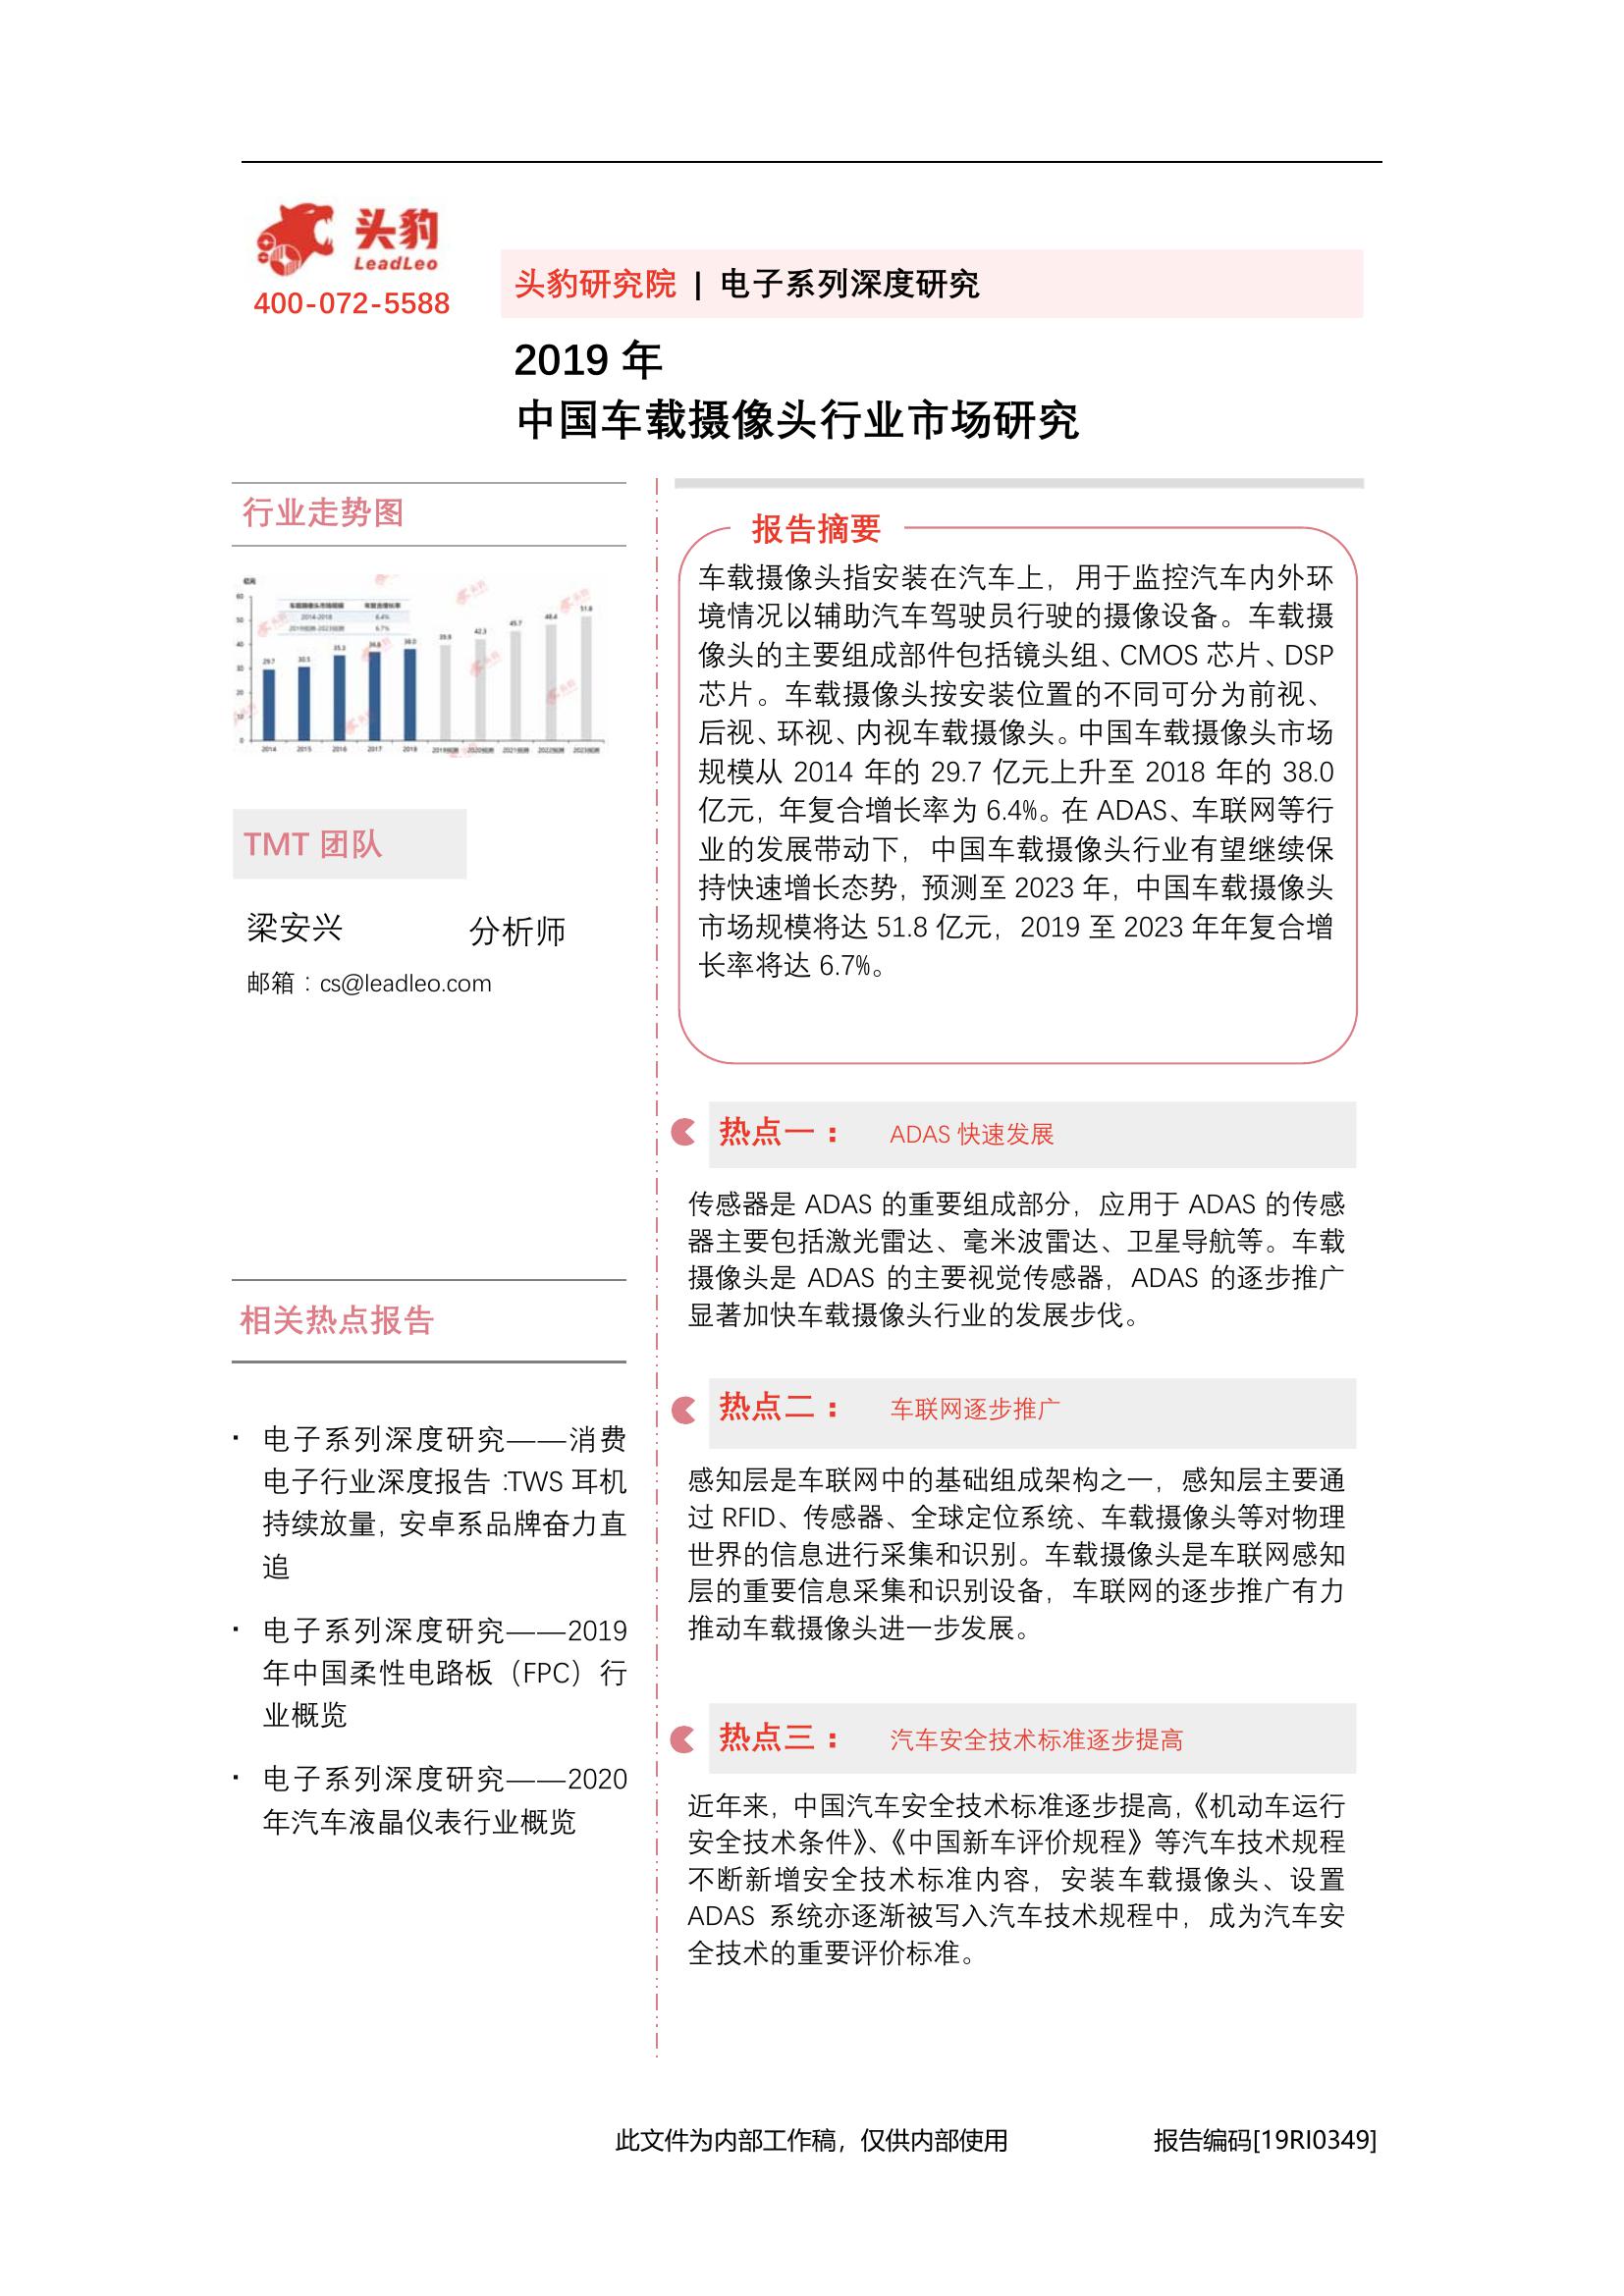 头豹
LeadLeo
400-072-5588
头豹研究院 | 电子系列深度研究
2019 年
中国车载摄像头行业市场研究
行业走势图
亿元
车载摄像头市场规模 年复合增长率
2014-2018 6.4%
2019预测-2023预测 6.7%
60
50
40
30
20
10
0
29.7 30.5 35.3 36.8 38.0 39.9 42.3 45.7 48.4 51.8
2014 2015 2016 2017 2018 2019预测 2020预测 2021预测 2022预测 2023预测
TMT 团队
梁安兴 分析师
邮箱：cs@leadleo.com
相关热点报告
· 电子系列深度研究——消费
电子行业深度报告：TWS 耳机
持续放量，安卓系品牌奋力直
追
· 电子系列深度研究——2019
年中国柔性电路板（FPC）行
业概览
· 电子系列深度研究——2020
年汽车液晶仪表行业概览
报告摘要
车载摄像头指安装在汽车上，用于监控汽车内外环
境情况以辅助汽车驾驶员行驶的摄像设备。车载摄
像头的主要组成部件包括镜头组、CMOS 芯片、DSP
芯片。车载摄像头按安装位置的不同可分为前视、
后视、环视、内视车载摄像头。中国车载摄像头市场
规模从 2014 年的 29.7 亿元上升至 2018 年的 38.0
亿元，年复合增长率为 6.4%。在 ADAS、车联网等行
业的发展带动下，中国车载摄像头行业有望继续保
持快速增长态势，预测至 2023 年，中国车载摄像头
市场规模将达 51.8 亿元，2019 至 2023 年年复合增
长率将达 6.7%。
热点一： ADAS 快速发展
传感器是 ADAS 的重要组成部分，应用于 ADAS 的传感
器主要包括激光雷达、毫米波雷达、卫星导航等。车载
摄像头是 ADAS 的主要视觉传感器，ADAS 的逐步推广
显著加快车载摄像头行业的发展步伐。
热点二： 车联网逐步推广
感知层是车联网中的基础组成架构之一，感知层主要通
过 RFID、传感器、全球定位系统、车载摄像头等对物理
世界的信息进行采集和识别。车载摄像头是车联网感知
层的重要信息采集和识别设备，车联网的逐步推广有力
推动车载摄像头进一步发展。
热点三： 汽车安全技术标准逐步提高
近年来，中国汽车安全技术标准逐步提高，《机动车运行
安全技术条件》、《中国新车评价规程》等汽车技术规程
不断新增安全技术标准内容，安装车载摄像头、设置
ADAS 系统亦逐渐被写入汽车技术规程中，成为汽车安
全技术的重要评价标准。
此文件为内部工作稿，仅供内部使用 报告编码[19RI0349]